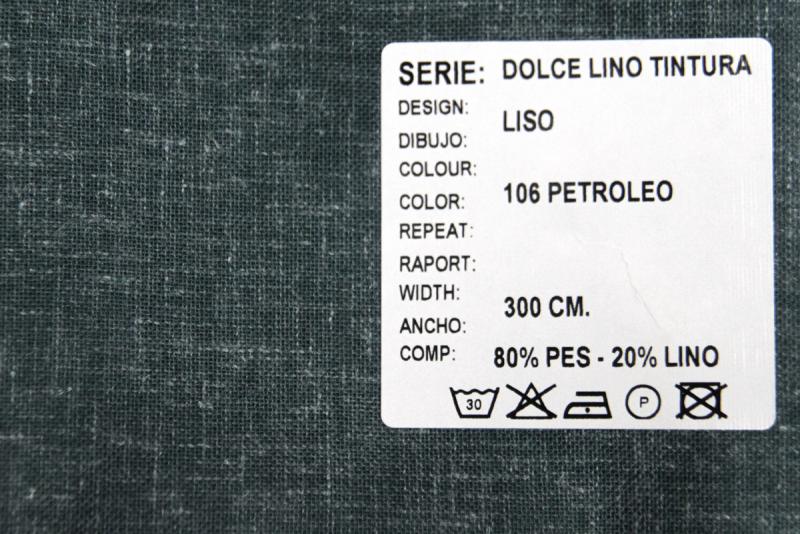 SERIE: DOLCE LINO TINTURA
DESIGN:
LISO
DIBUJO:
COLOUR:
106 PETROLEO
COLOR:
REPEAT:
RAPORT:
WIDTH:
300 CM.
ANCHO:
COMP: 80% PES - 20% LINO
30 P